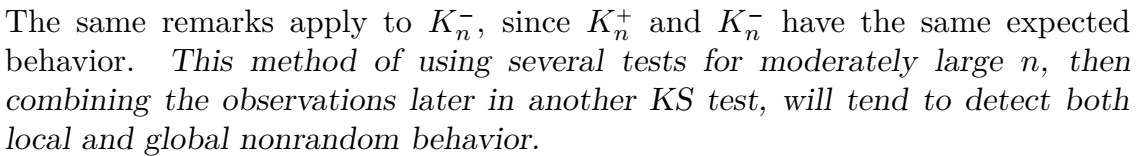 The same remarks apply to $K_n^-$, since $K_n^+$ and $K_n^-$ have the same expected
behavior. This method of using several tests for moderately large n, then
combining the observations later in another KS test, will tend to detect both
local and global nonrandom behavior.